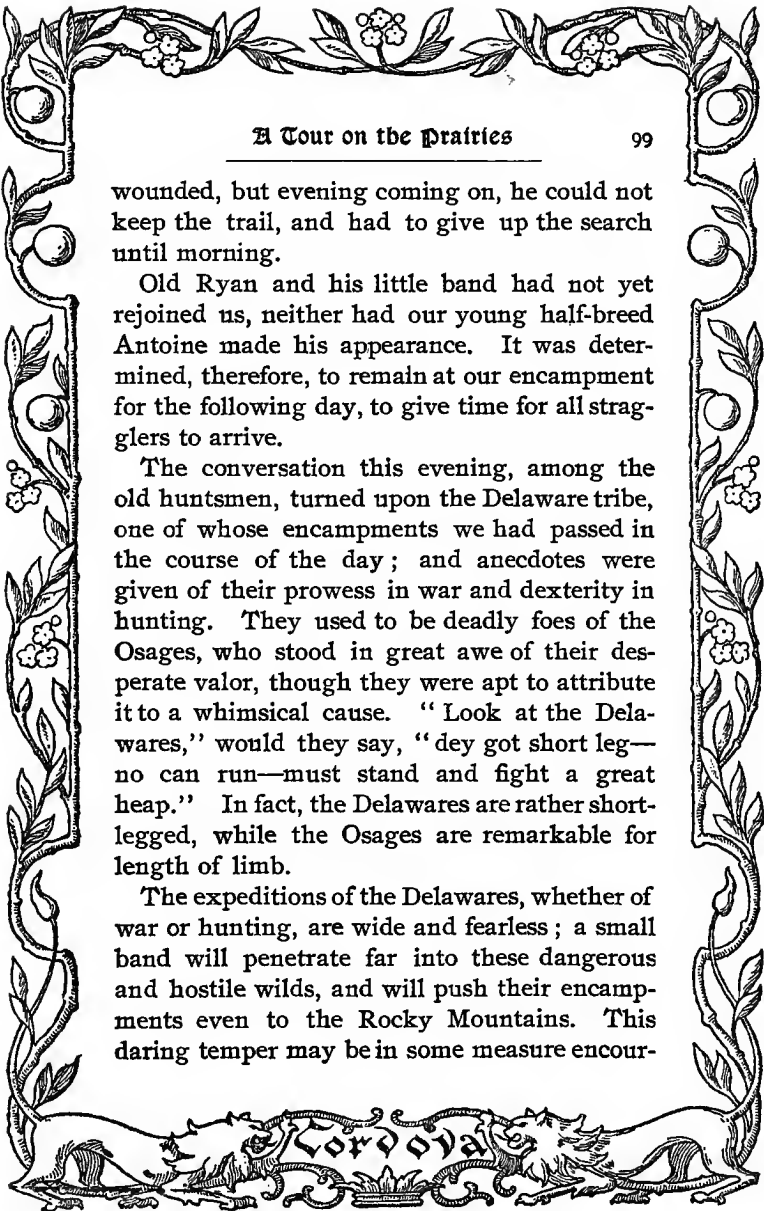 A Tour on the Prairies 99
wounded, but evening coming on, he could not
keep the trail, and had to give up the search
until morning.
Old Ryan and his little band had not yet
rejoined us, neither had our young half-breed
Antoine made his appearance. It was deter-
mined, therefore, to remain at our encampment
for the following day, to give time for all strag-
glers to arrive.
The conversation this evening, among the
old huntsmen, turned upon the Delaware tribe,
one of whose encampments we had passed in
the course of the day; and anecdotes were
given of their prowess in war and dexterity in
hunting. They used to be deadly foes of the
Osages, who stood in great awe of their des-
perate valor, though they were apt to attribute
it to a whimsical cause. “Look at the Dela-
wares,” would they say, “dey got short leg—
no can run—must stand and fight a great
heap.” In fact, the Delawares are rather short-
legged, while the Osages are remarkable for
length of limb.
The expeditions of the Delawares, whether of
war or hunting, are wide and fearless; a small
band will penetrate far into these dangerous
and hostile wilds, and will push their encamp-
ments even to the Rocky Mountains. This
daring temper may be in some measure encour-
Cordova